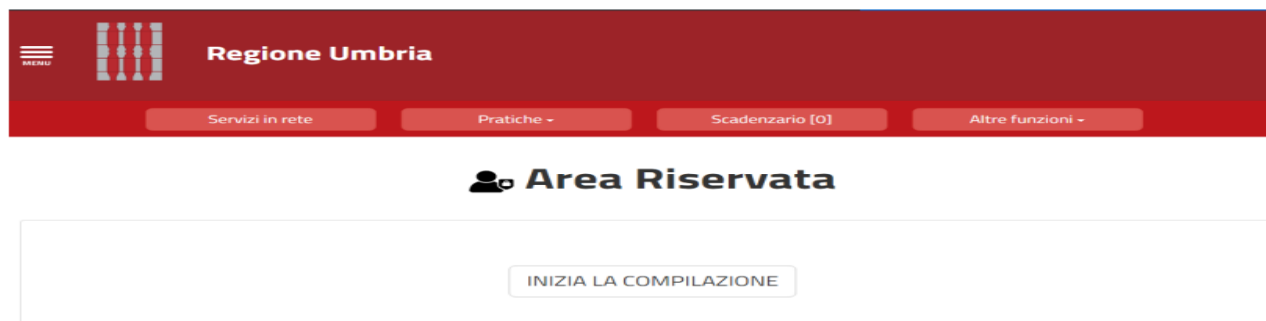 MENU
Regione Umbria
Servizi in rete
Pratiche
Scadenzario [0]
Altre funzioni
Area Riservata
INIZIA LA COMPILAZIONE